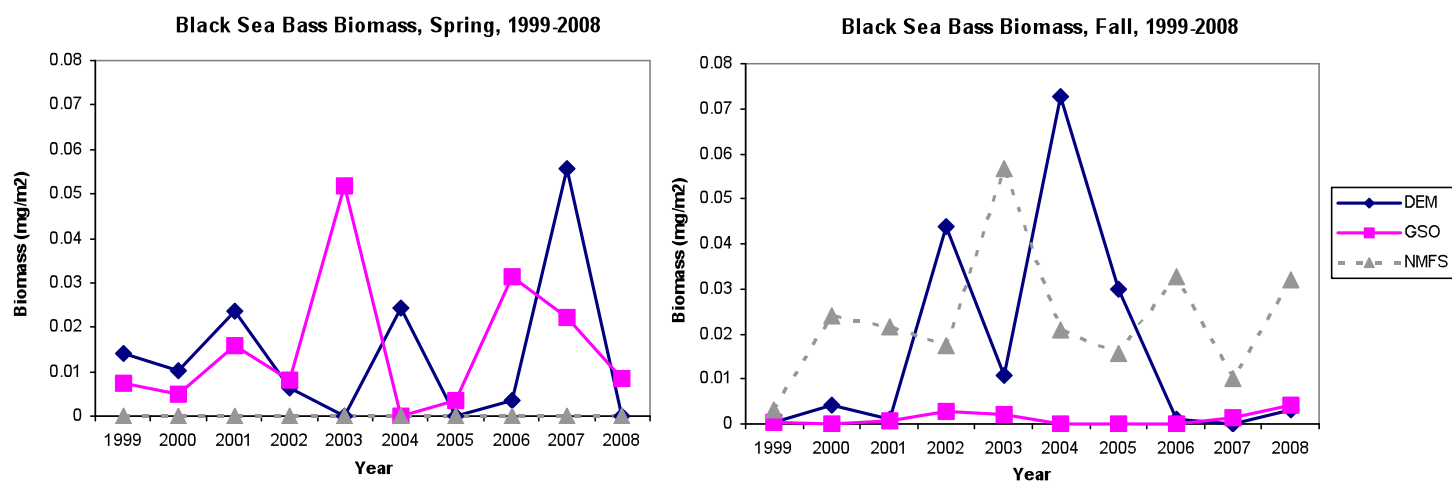 Black Sea Bass Biomass, Spring, 1999-2008
0.08
0.07
0.06
0.05
0.04
0.03
0.02
0.01
0
Biomass (mg/m2)
1999 2000 2001 2002 2003 2004 2005 2006 2007 2008
Year
Black Sea Bass Biomass, Fall, 1999-2008
0.08
0.07
0.06
0.05
0.04
0.03
0.02
0.01
0
Biomass (mg/m2)
1999 2000 2001 2002 2003 2004 2005 2006 2007 2008
Year
DEM
GSO
NMFS